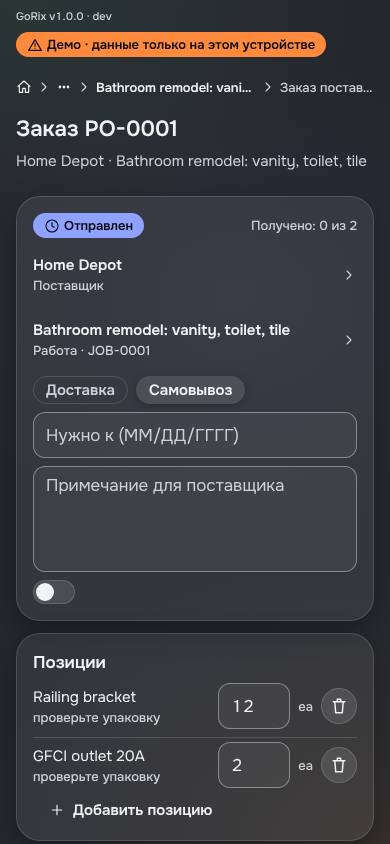 GoRix v1.0.0 · dev
Демо · данные только на этом устройстве
··· Bathroom remodel: vani... Заказ постав...
Заказ PO-0001
Home Depot · Bathroom remodel: vanity, toilet, tile
Отправлен Получено: 0 из 2
Home Depot
Поставщик
Bathroom remodel: vanity, toilet, tile
Работа · JOB-0001
Доставка Самовывоз
Нужно к (ММ/ДД/ГГГГ)
Примечание для поставщика
Позиции
Railing bracket
проверьте упаковку
12 ea
GFCI outlet 20A
проверьте упаковку
2 ea
+ Добавить позицию